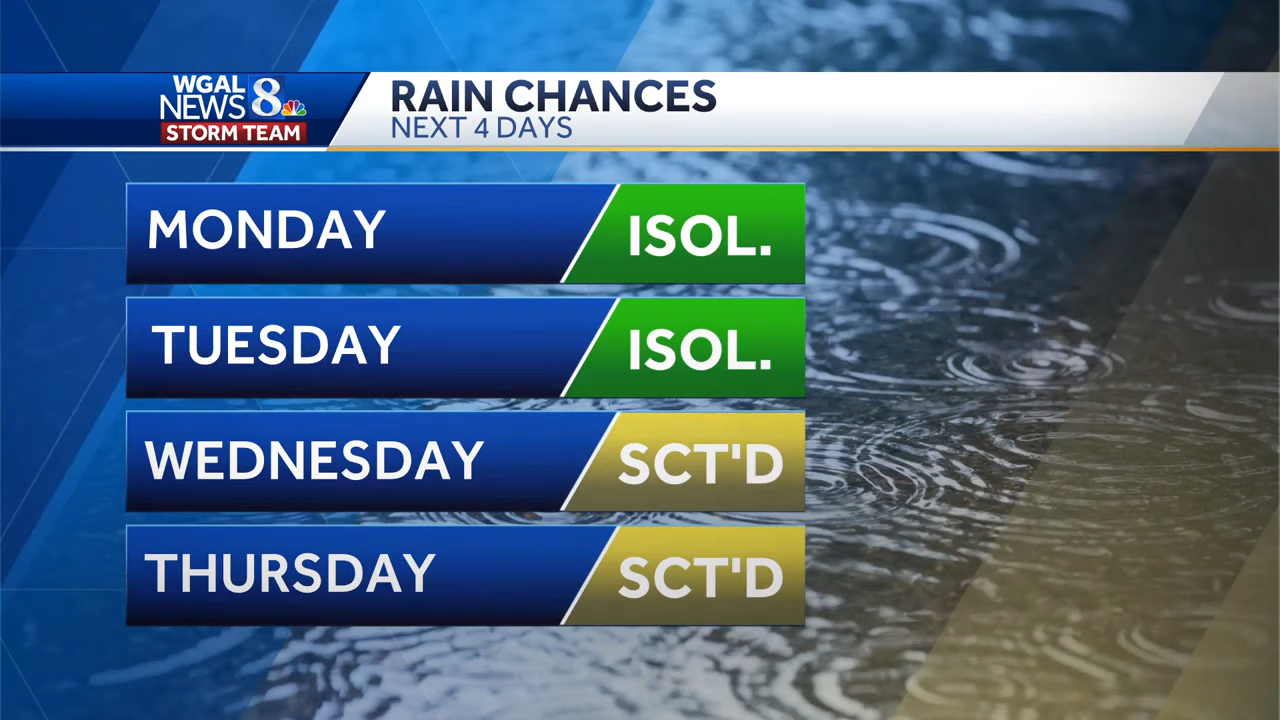 WGAL
NEWS 8
STORM TEAM
RAIN CHANCES
NEXT 4 DAYS
MONDAY ISOL.
TUESDAY ISOL.
WEDNESDAY SCT'D
THURSDAY SCT'D